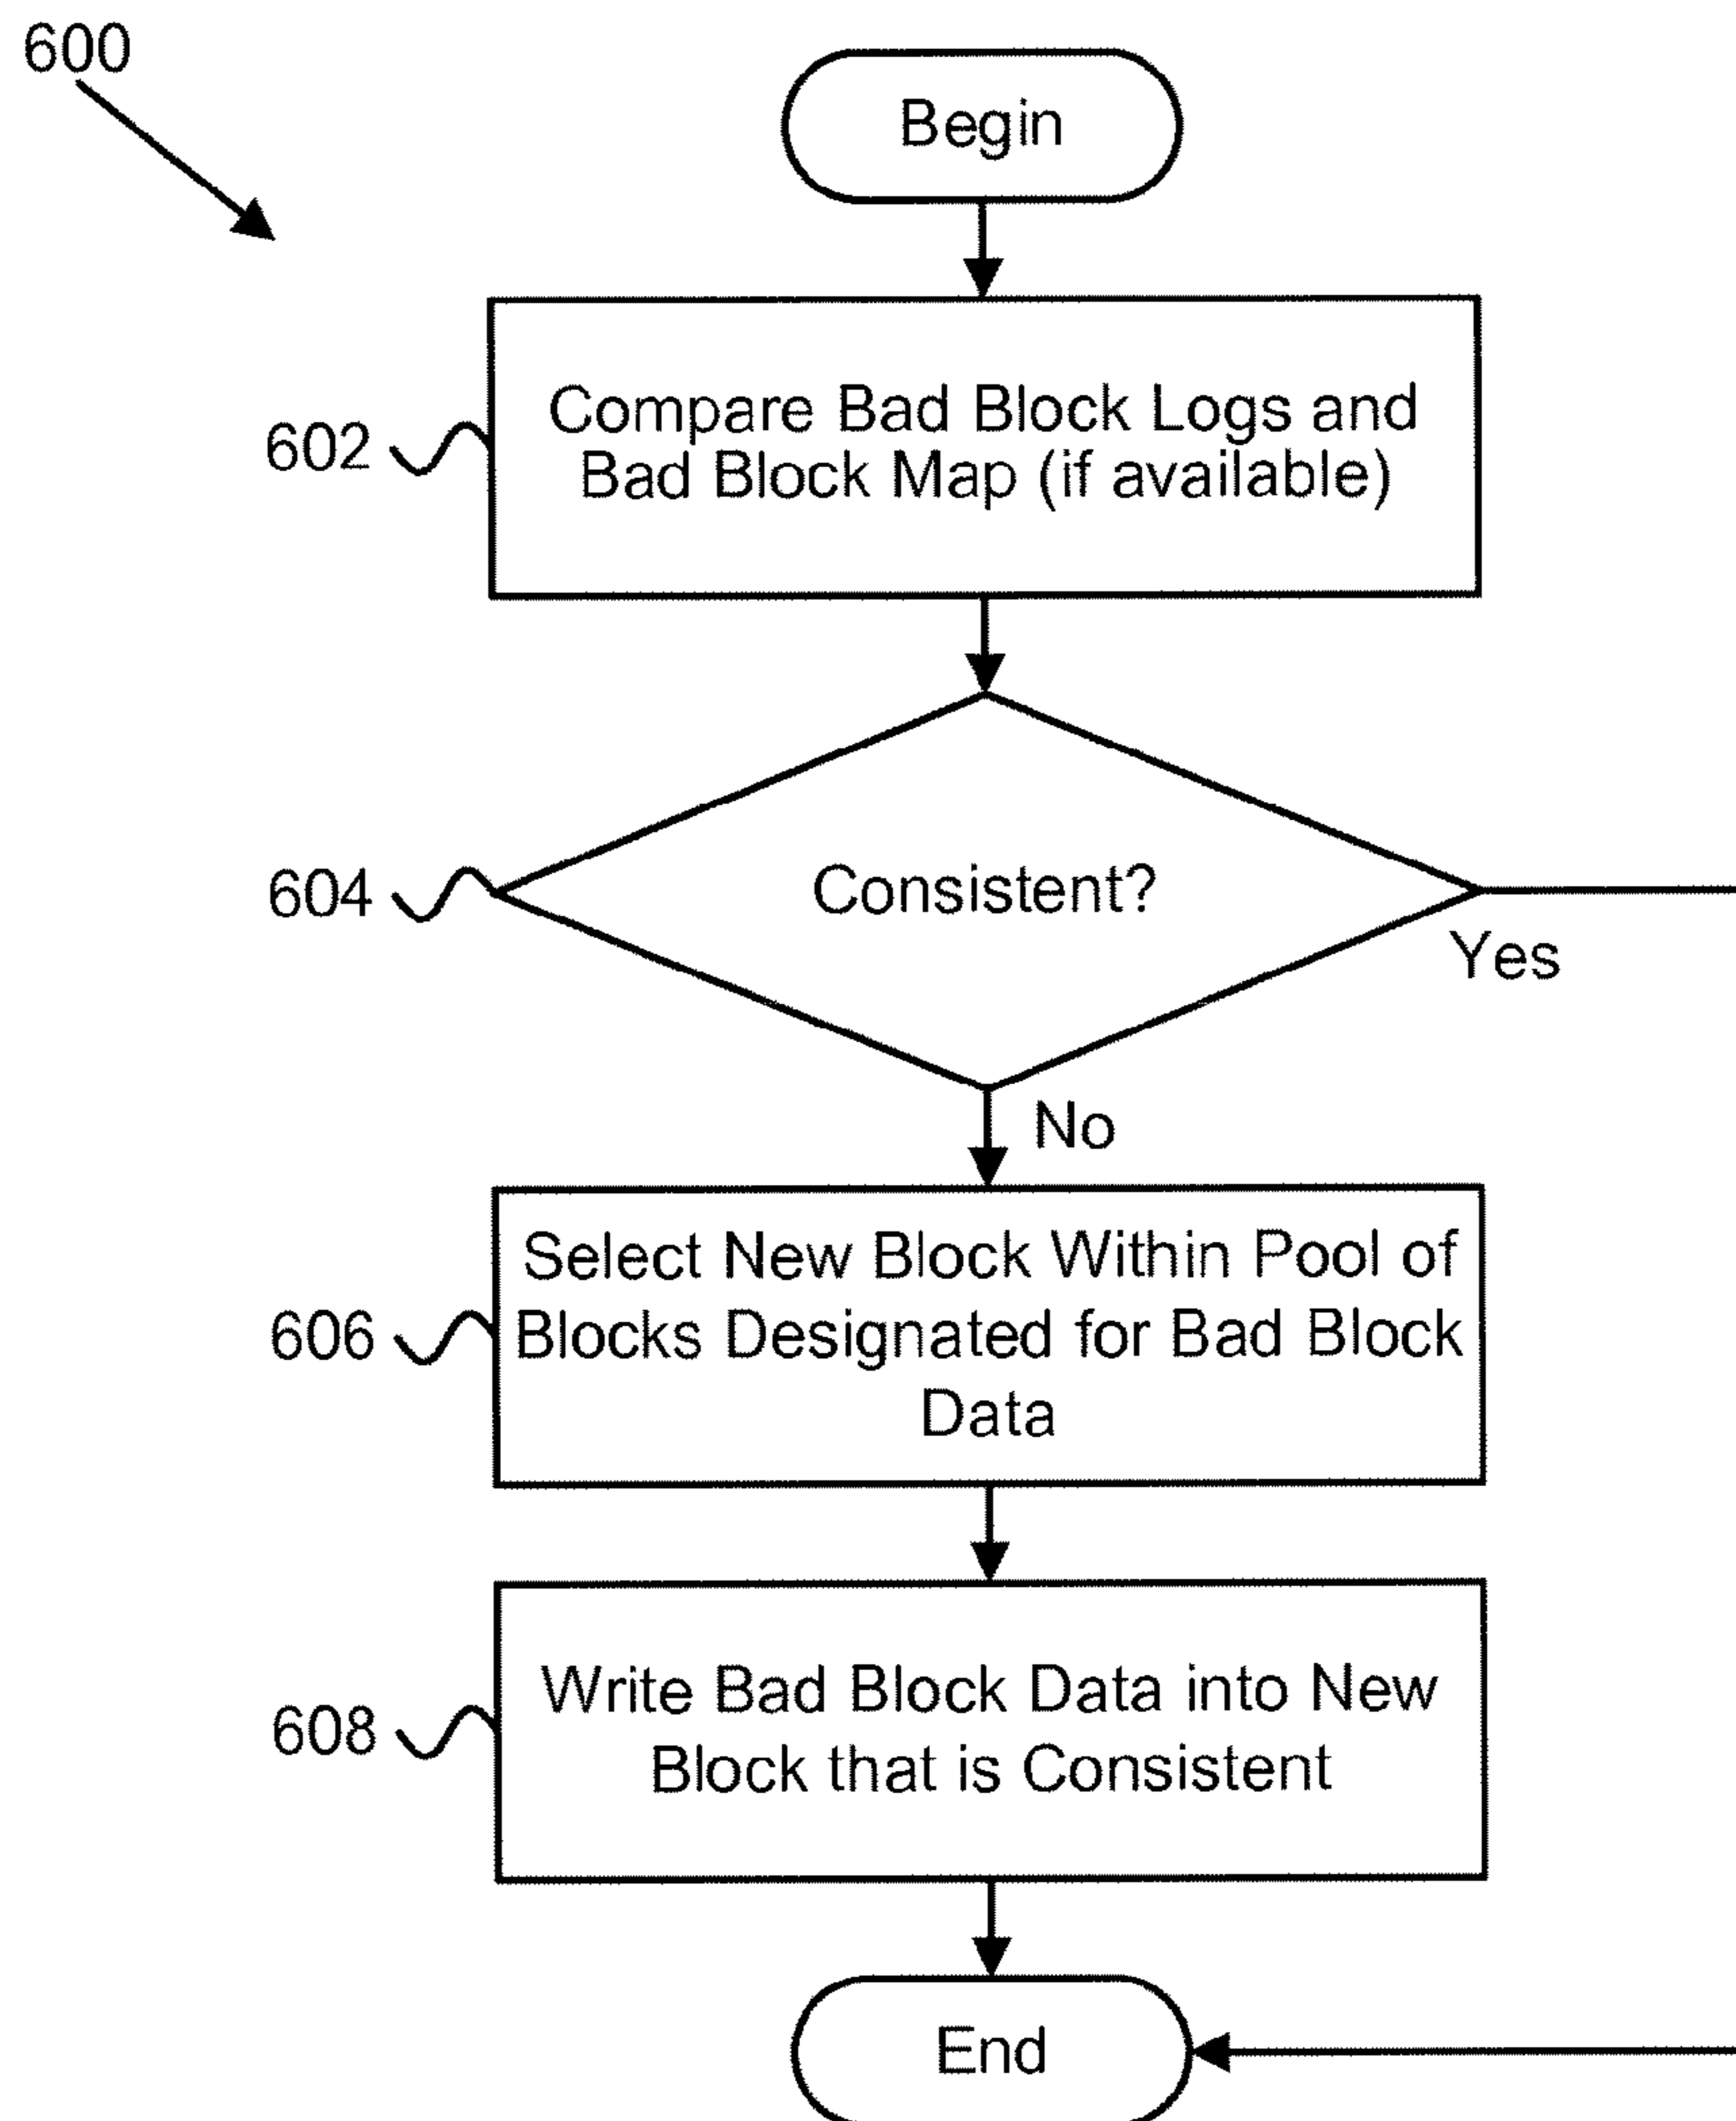 600
Begin
602
Compare Bad Block Logs and
Bad Block Map (if available)
604
Consistent?
Yes
No
606
Select New Block Within Pool of
Blocks Designated for Bad Block
Data
608
Write Bad Block Data into New
Block that is Consistent
End